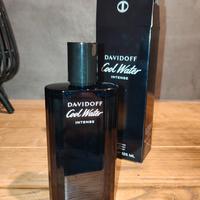 DAVIDOFF
Cool Water
INTENSE
DAVIDOFF
Cool Water
INTENSE
125 ML